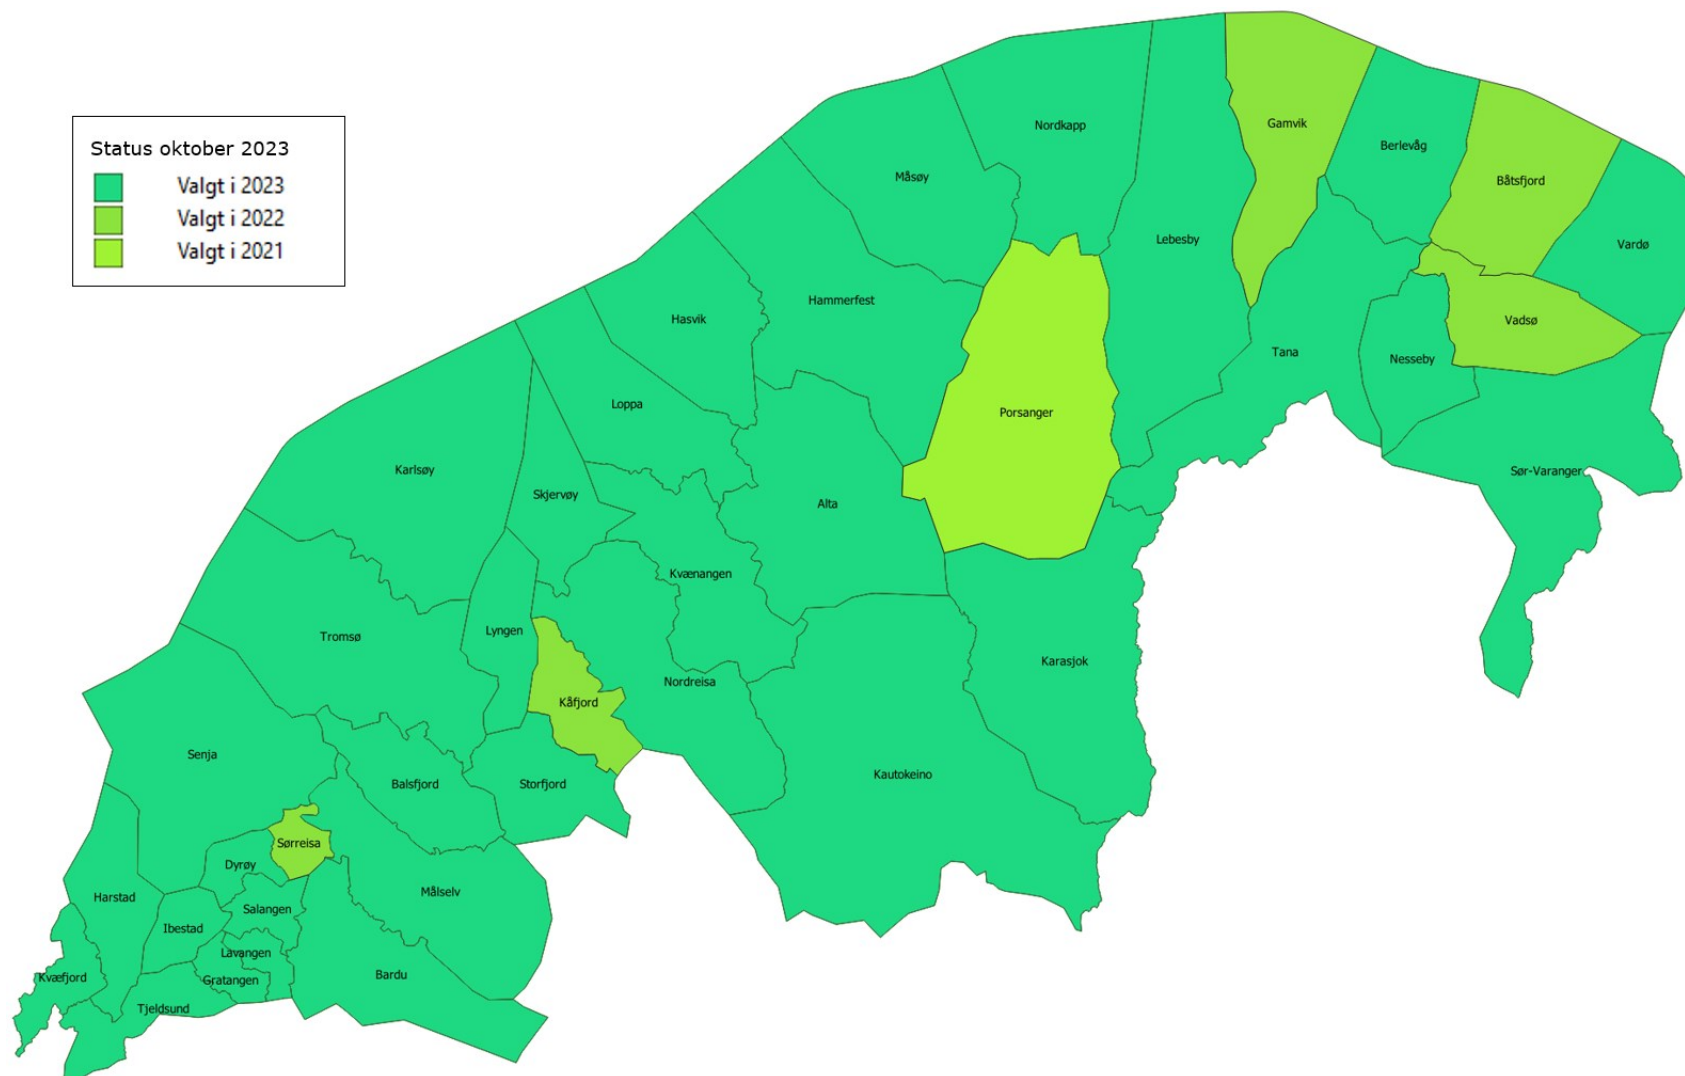 Status oktober 2023
Valgt i 2023
Valgt i 2022
Valgt i 2021
Gamvik
Nordkapp
Berlevåg
Måsøy
Båtsfjord
Lebesby
Vardø
Hammerfest
Hasvik
Vadsø
Tana
Nesseby
Loppa
Porsanger
Karlsøy
Sør-Varanger
Skjervøy
Alta
Kvænangen
Lyngen
Tromsø
Karasjok
Nordreisa
Kåfjord
Senja
Kautokeino
Balsfjord
Storfjord
Sørreisa
Dyrøy
Målselv
Harstad
Salangen
Ibestad
Lavangen
Bardu
Kvæfjord
Gratangen
Tjeldsund